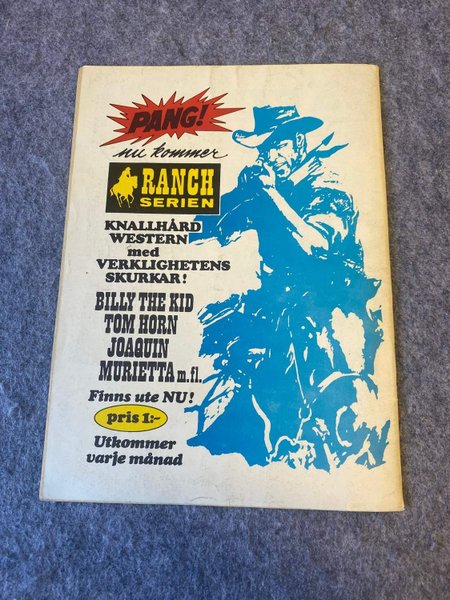 PANG!
nu kommer
RANCH
SERIEN
KNALLHÅRD
WESTERN
med
VERKLIGHETENS
SKURKAR!
BILLY THE KID
TOM HORN
JOAQUIN
MURIETTA m.fl.
Finns ute NU!
pris 1:-
Utkommer
varje månad